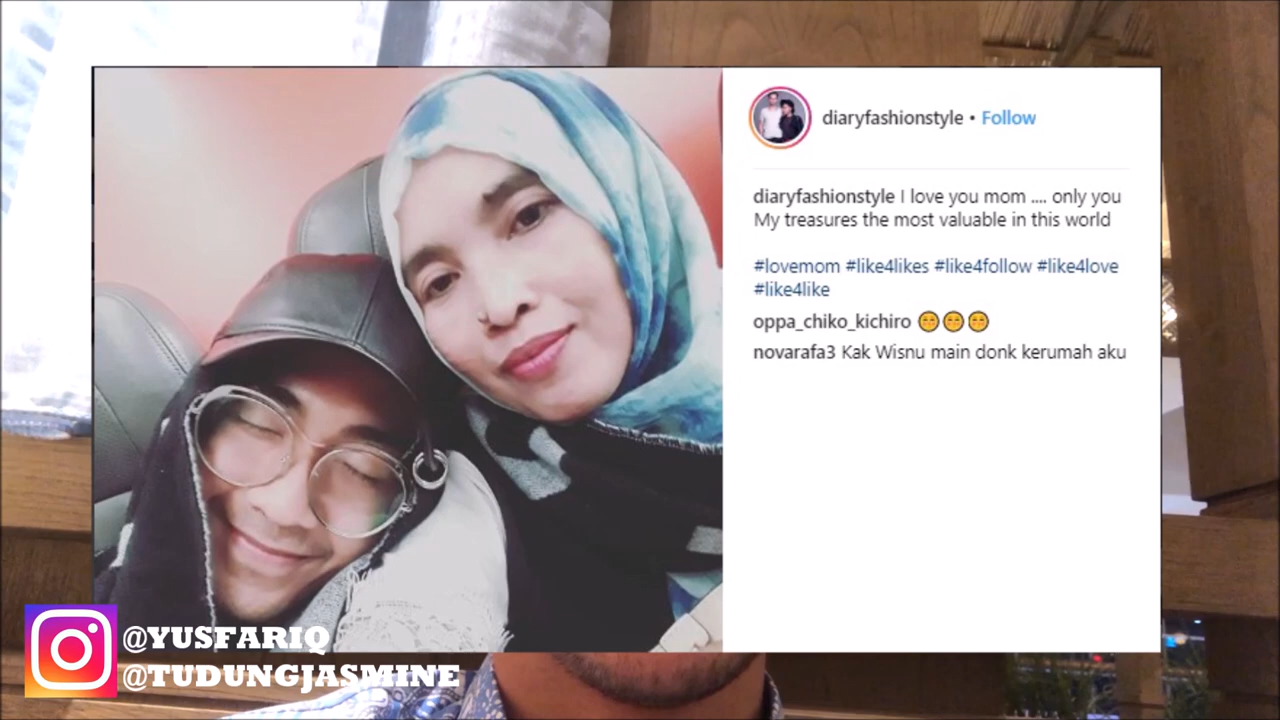 diaryfashionstyle • Follow
diaryfashionstyle I love you mom .... only you
My treasures the most valuable in this world
#lovemom #like4likes #like4follow #like4love
#like4like
oppa_chiko_kichiro 😁😁😁
novarafa3 Kak Wisnu main donk kerumah aku
@YUSFARIQ
@TUDUNGJASMINE